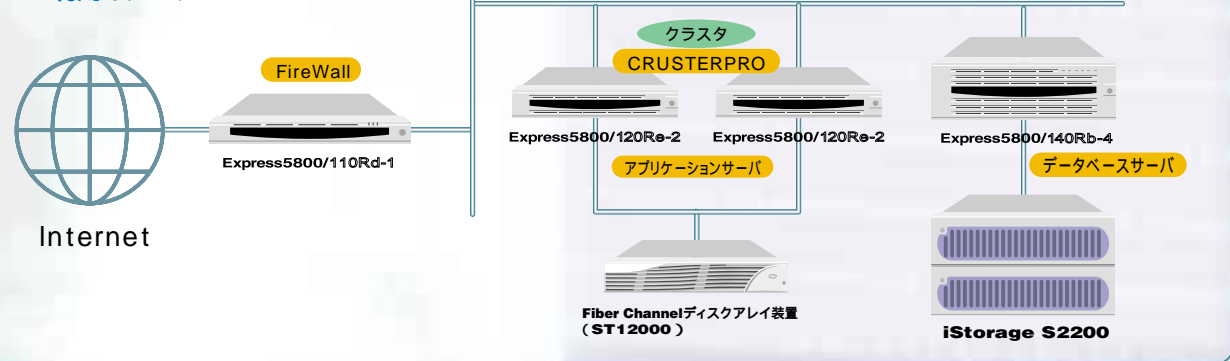 クラスタ
CRUSTERPRO
FireWall
Express5800/120Re-2
Express5800/120Re-2
Express5800/140Rb-4
Express5800/110Rd-1
アプリケーションサーバ
データベースサーバ
Internet
Fiber Channelディスクアレイ装置
（ST12000）
iStorage S2200